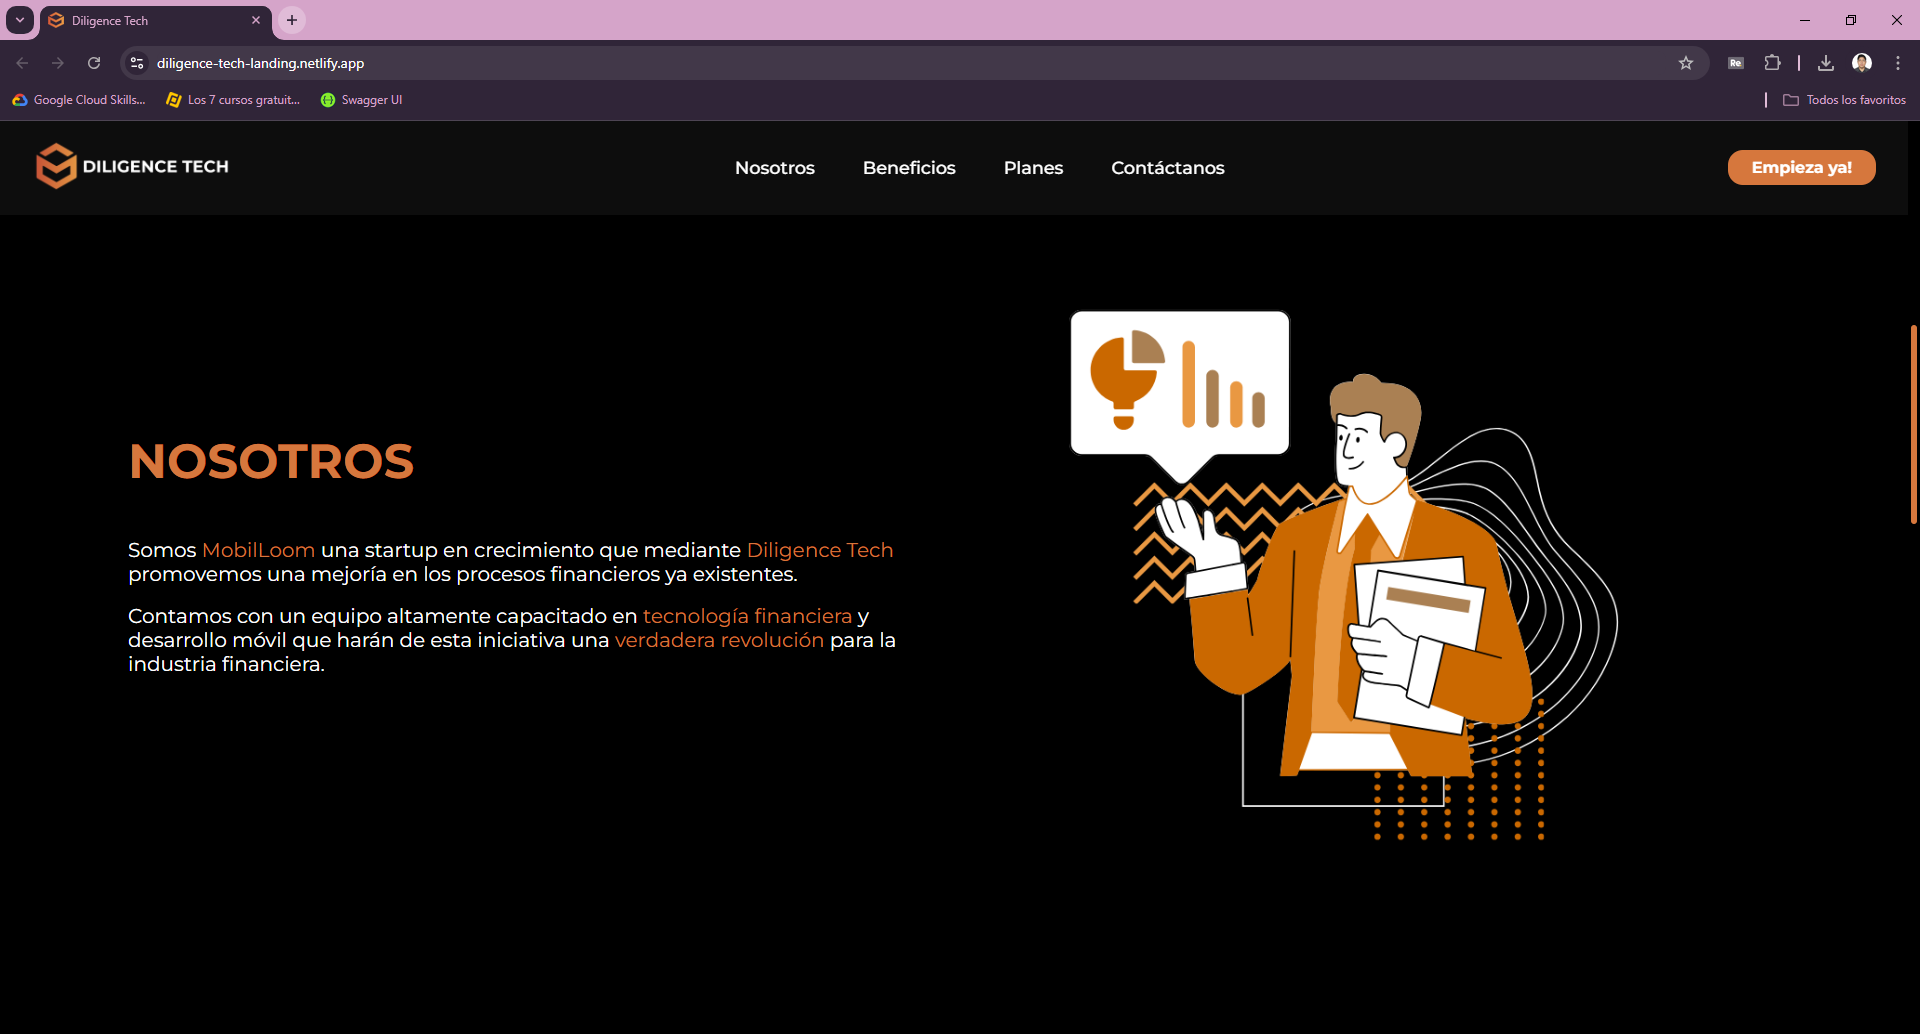 Diligence Tech
diligence-tech-landing.netlify.app
Re
Google Cloud Skills...
Los 7 cursos gratuit...
Swagger UI
Todos los favoritos
DILIGENCE TECH
Nosotros
Beneficios
Planes
Contáctanos
Empieza ya!
NOSOTROS
Somos MobilLoom una startup en crecimiento que mediante Diligence Tech
promovemos una mejoría en los procesos financieros ya existentes.
Contamos con un equipo altamente capacitado en tecnología financiera y
desarrollo móvil que harán de esta iniciativa una verdadera revolución para la
industria financiera.